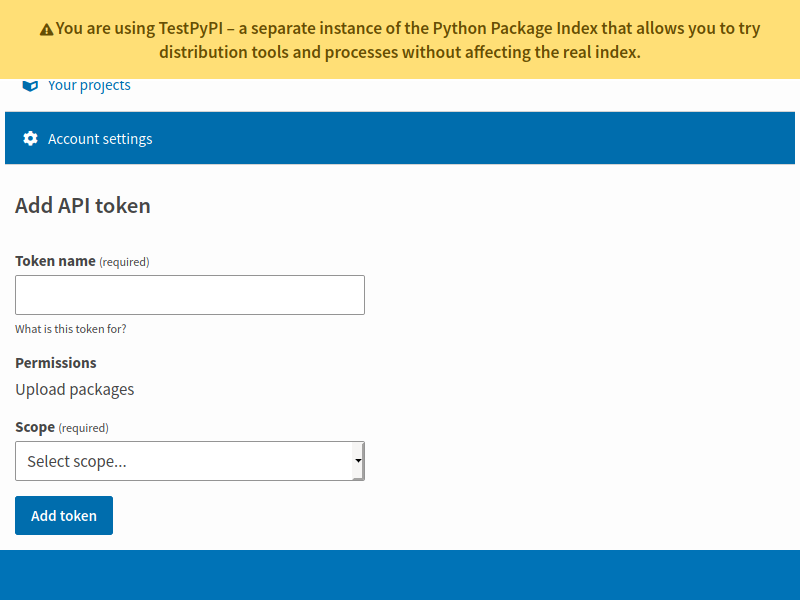 You are using TestPyPI – a separate instance of the Python Package Index that allows you to try
distribution tools and processes without affecting the real index.
Your projects
Account settings
Add API token
Token name (required)
What is this token for?
Permissions
Upload packages
Scope (required)
Select scope...
Add token